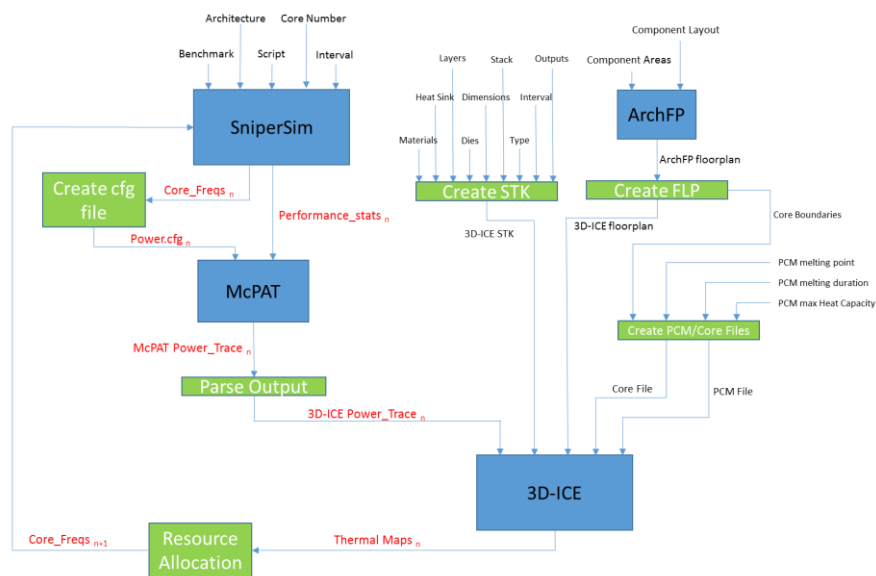 Architecture
Core Number
Benchmark
Script
Interval
SniperSim
Component Layout
Component Areas
ArchFP
ArchFP floorplan
Layers
Stack
Outputs
Heat Sink
Dimensions
Interval
Materials
Dies
Type
Create STK
Create FLP
3D-ICE STK
3D-ICE floorplan
Core Boundaries
Create cfg
file
Core_Freqs n
Performance_stats n
Power.cfg n
McPAT
PCM melting point
PCM melting duration
PCM max Heat Capacity
Create PCM/Core Files
McPAT Power_Trace n
Parse Output
3D-ICE Power_Trace n
Core File
PCM File
3D-ICE
Core_Freqs n+1
Resource
Allocation
Thermal Maps n